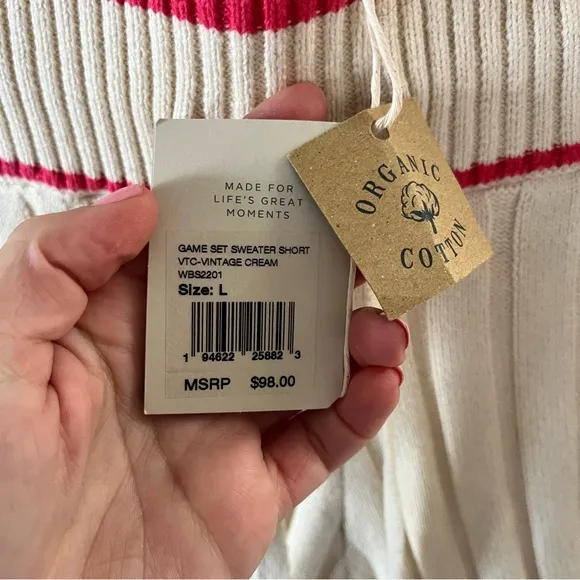 MADE FOR
LIFE'S GREAT
MOMENTS
GAME SET SWEATER SHORT
VTC-VINTAGE CREAM
WBS2201
Size: L
1 94622 25882 3
MSRP $98.00
ORGANIC
COTTON